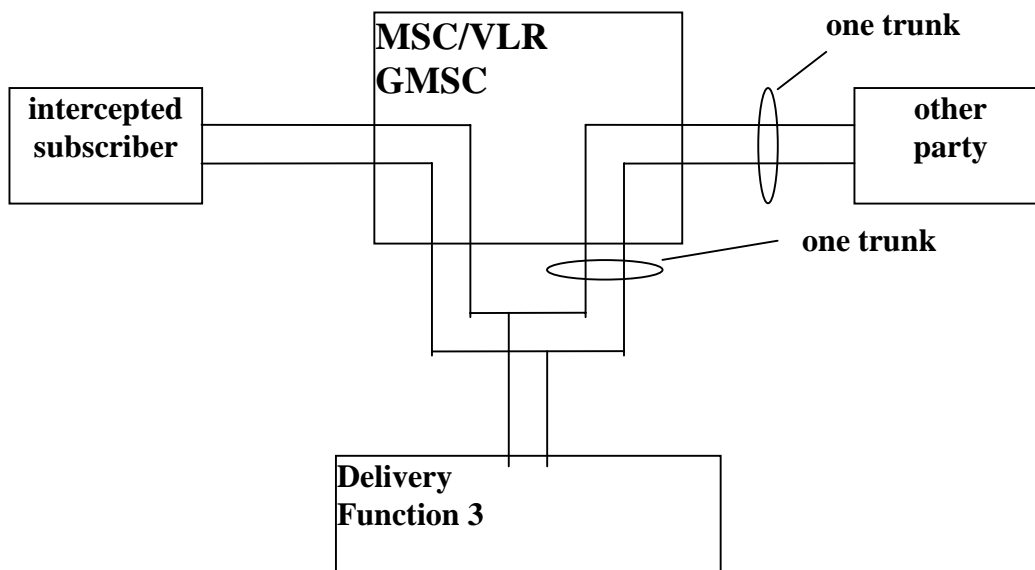 MSC/VLR
GMSC
one trunk
intercepted
subscriber
other
party
one trunk
Delivery
Function 3